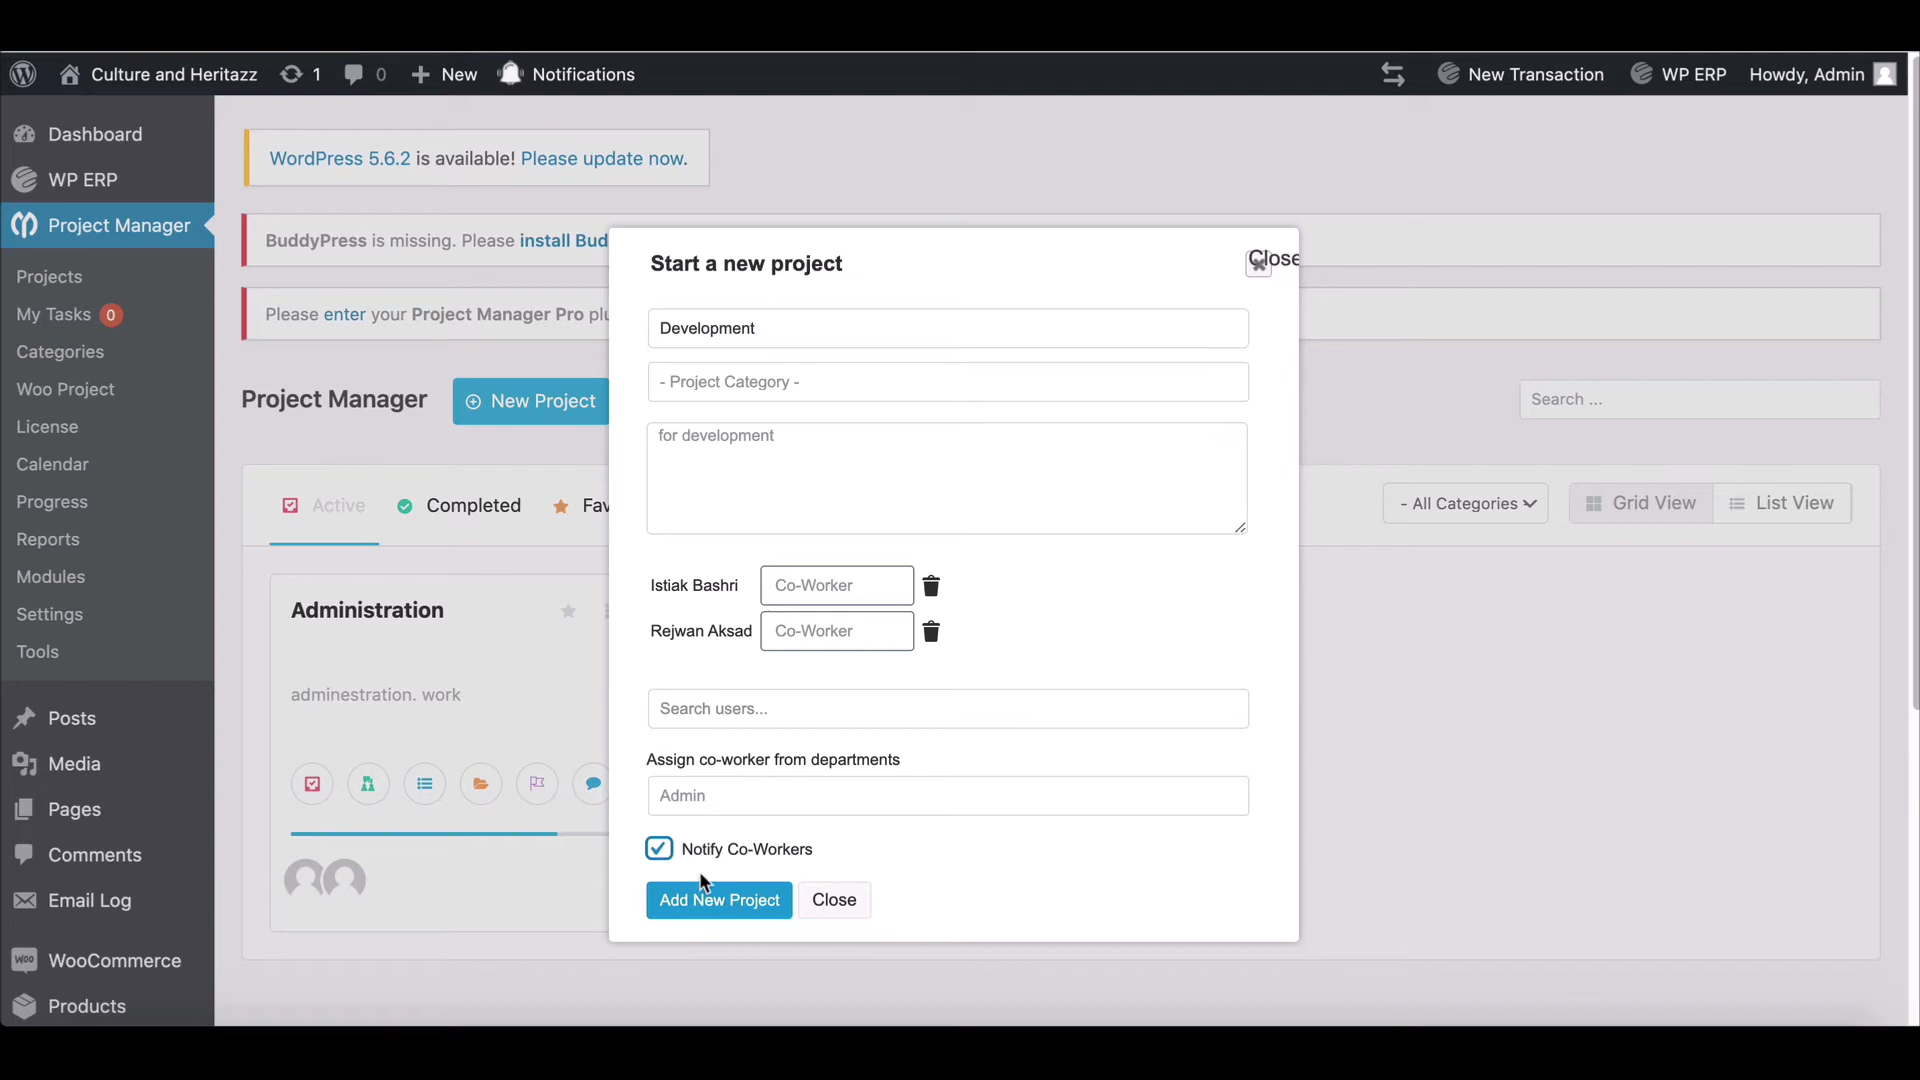 Culture and Heritazz 1 0 New Notifications New Transaction WP ERP Howdy, Admin
Dashboard
WP ERP
Project Manager
Projects
My Tasks 0
Categories
Woo Project
License
Calendar
Progress
Reports
Modules
Settings
Tools
Posts
Media
Pages
Comments
Email Log
WooCommerce
Products
WordPress 5.6.2 is available! Please update now.
BuddyPress is missing. Please install Bud
Please enter your Project Manager Pro plu
Project Manager New Project Search ...
Active Completed Fav - All Categories Grid View List View
Administration
adminestration. work
Start a new project Close
Development
- Project Category -
for development
Istiak Bashri Co-Worker
Rejwan Aksad Co-Worker
Search users...
Assign co-worker from departments
Admin
Notify Co-Workers
Add New Project Close